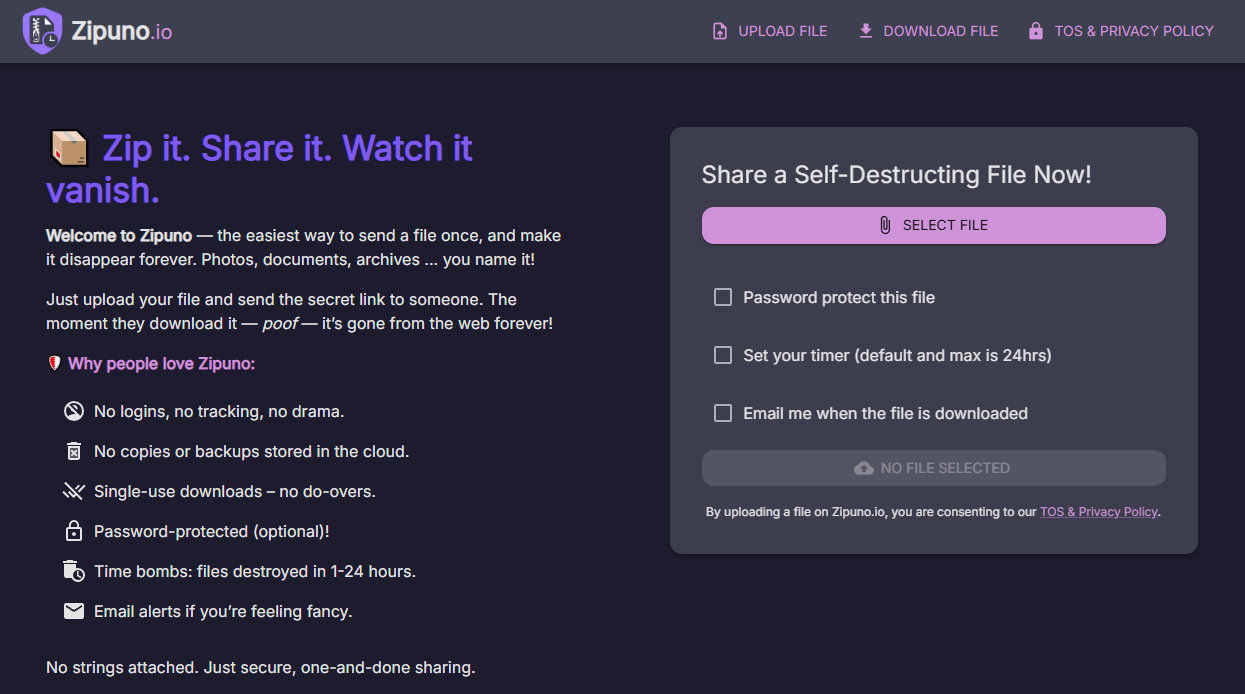 Zipuno.io
UPLOAD FILE
DOWNLOAD FILE
TOS & PRIVACY POLICY
Zip it. Share it. Watch it
vanish.
Welcome to Zipuno — the easiest way to send a file once, and make
it disappear forever. Photos, documents, archives ... you name it!
Just upload your file and send the secret link to someone. The
moment they download it — poof — it’s gone from the web forever!
Why people love Zipuno:
No logins, no tracking, no drama.
No copies or backups stored in the cloud.
Single-use downloads – no do-overs.
Password-protected (optional)!
Time bombs: files destroyed in 1-24 hours.
Email alerts if you’re feeling fancy.
No strings attached. Just secure, one-and-done sharing.
Share a Self-Destructing File Now!
SELECT FILE
Password protect this file
Set your timer (default and max is 24hrs)
Email me when the file is downloaded
NO FILE SELECTED
By uploading a file on Zipuno.io, you are consenting to our TOS & Privacy Policy.